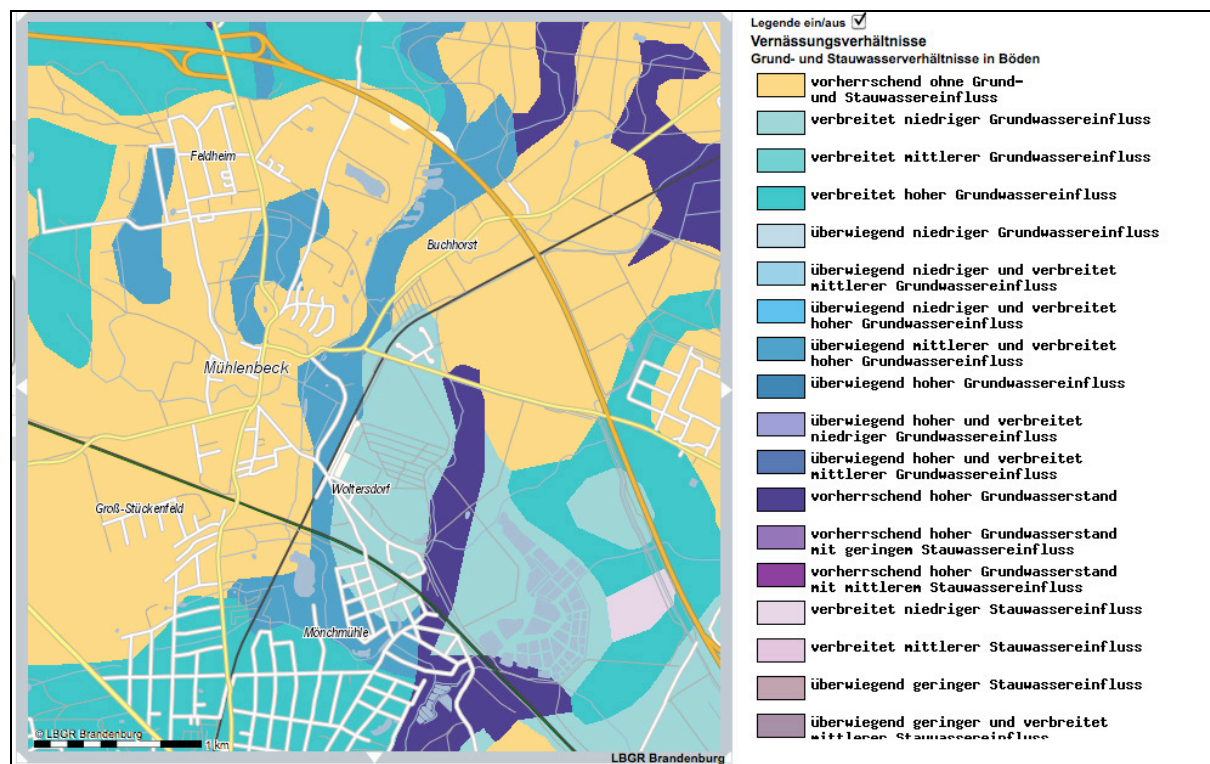 Feldheim
Buchhorst
Mühlenbeck
Woltersdorf
Groß-Stückenfeld
Mönchmühle
© LBGR Brandenburg
1 km
LBGR Brandenburg
Legende ein/aus
Vernässungsverhältnisse
Grund- und Stauwasserverhältnisse in Böden
vorherrschend ohne Grund-
und Stauwassereinfluss
verbreitet niedriger Grundwassereinfluss
verbreitet mittlerer Grundwassereinfluss
verbreitet hoher Grundwassereinfluss
überwiegend niedriger Grundwassereinfluss
überwiegend niedriger und verbreitet
mittlerer Grundwassereinfluss
überwiegend niedriger und verbreitet
hoher Grundwassereinfluss
überwiegend mittlerer und verbreitet
hoher Grundwassereinfluss
überwiegend hoher Grundwassereinfluss
überwiegend hoher und verbreitet
niedriger Grundwassereinfluss
überwiegend hoher und verbreitet
mittlerer Grundwassereinfluss
vorherrschend hoher Grundwasserstand
vorherrschend hoher Grundwasserstand
mit geringem Stauwassereinfluss
vorherrschend hoher Grundwasserstand
mit mittlerem Stauwassereinfluss
verbreitet niedriger Stauwassereinfluss
verbreitet mittlerer Stauwassereinfluss
überwiegend geringer Stauwassereinfluss
überwiegend geringer und verbreitet
mittlerer Stauwassereinfluss